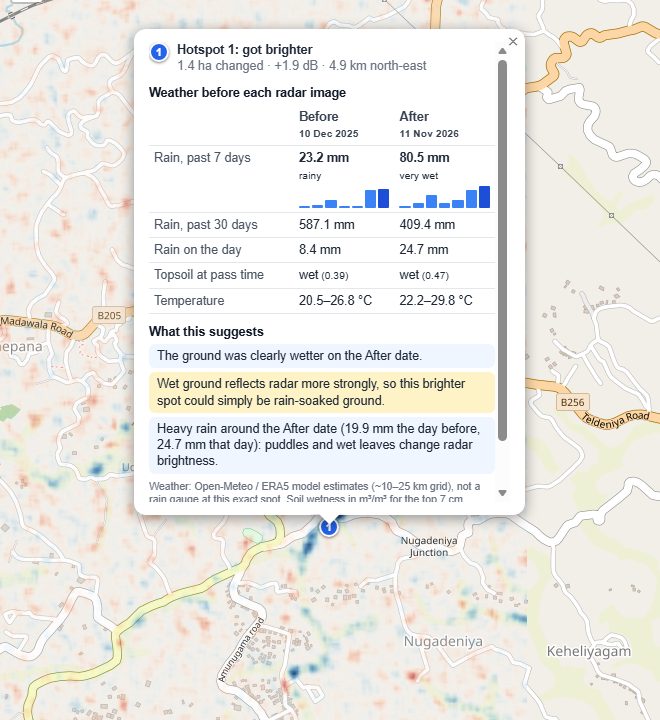 1
Hotspot 1: got brighter
×
1.4 ha changed · +1.9 dB · 4.9 km north-east
Weather before each radar image
Before
10 Dec 2025
After
11 Nov 2026
Rain, past 7 days
23.2 mm
rainy
80.5 mm
very wet
Rain, past 30 days
587.1 mm
409.4 mm
Rain on the day
8.4 mm
24.7 mm
Topsoil at pass time
wet (0.39)
wet (0.47)
Temperature
20.5–26.8 °C
22.2–29.8 °C
What this suggests
The ground was clearly wetter on the After date.
Wet ground reflects radar more strongly, so this brighter
spot could simply be rain-soaked ground.
Heavy rain around the After date (19.9 mm the day before,
24.7 mm that day): puddles and wet leaves change radar
brightness.
Weather: Open-Meteo / ERA5 model estimates (~10–25 km grid), not a
rain gauge at this exact spot. Soil wetness in m³/m³ for the top 7 cm
Madawala Road
B205
nepana
B256
Teldeniya Road
1
Nugadeniya
Junction
Nugadeniya
Keheliyagam
Amunugama road